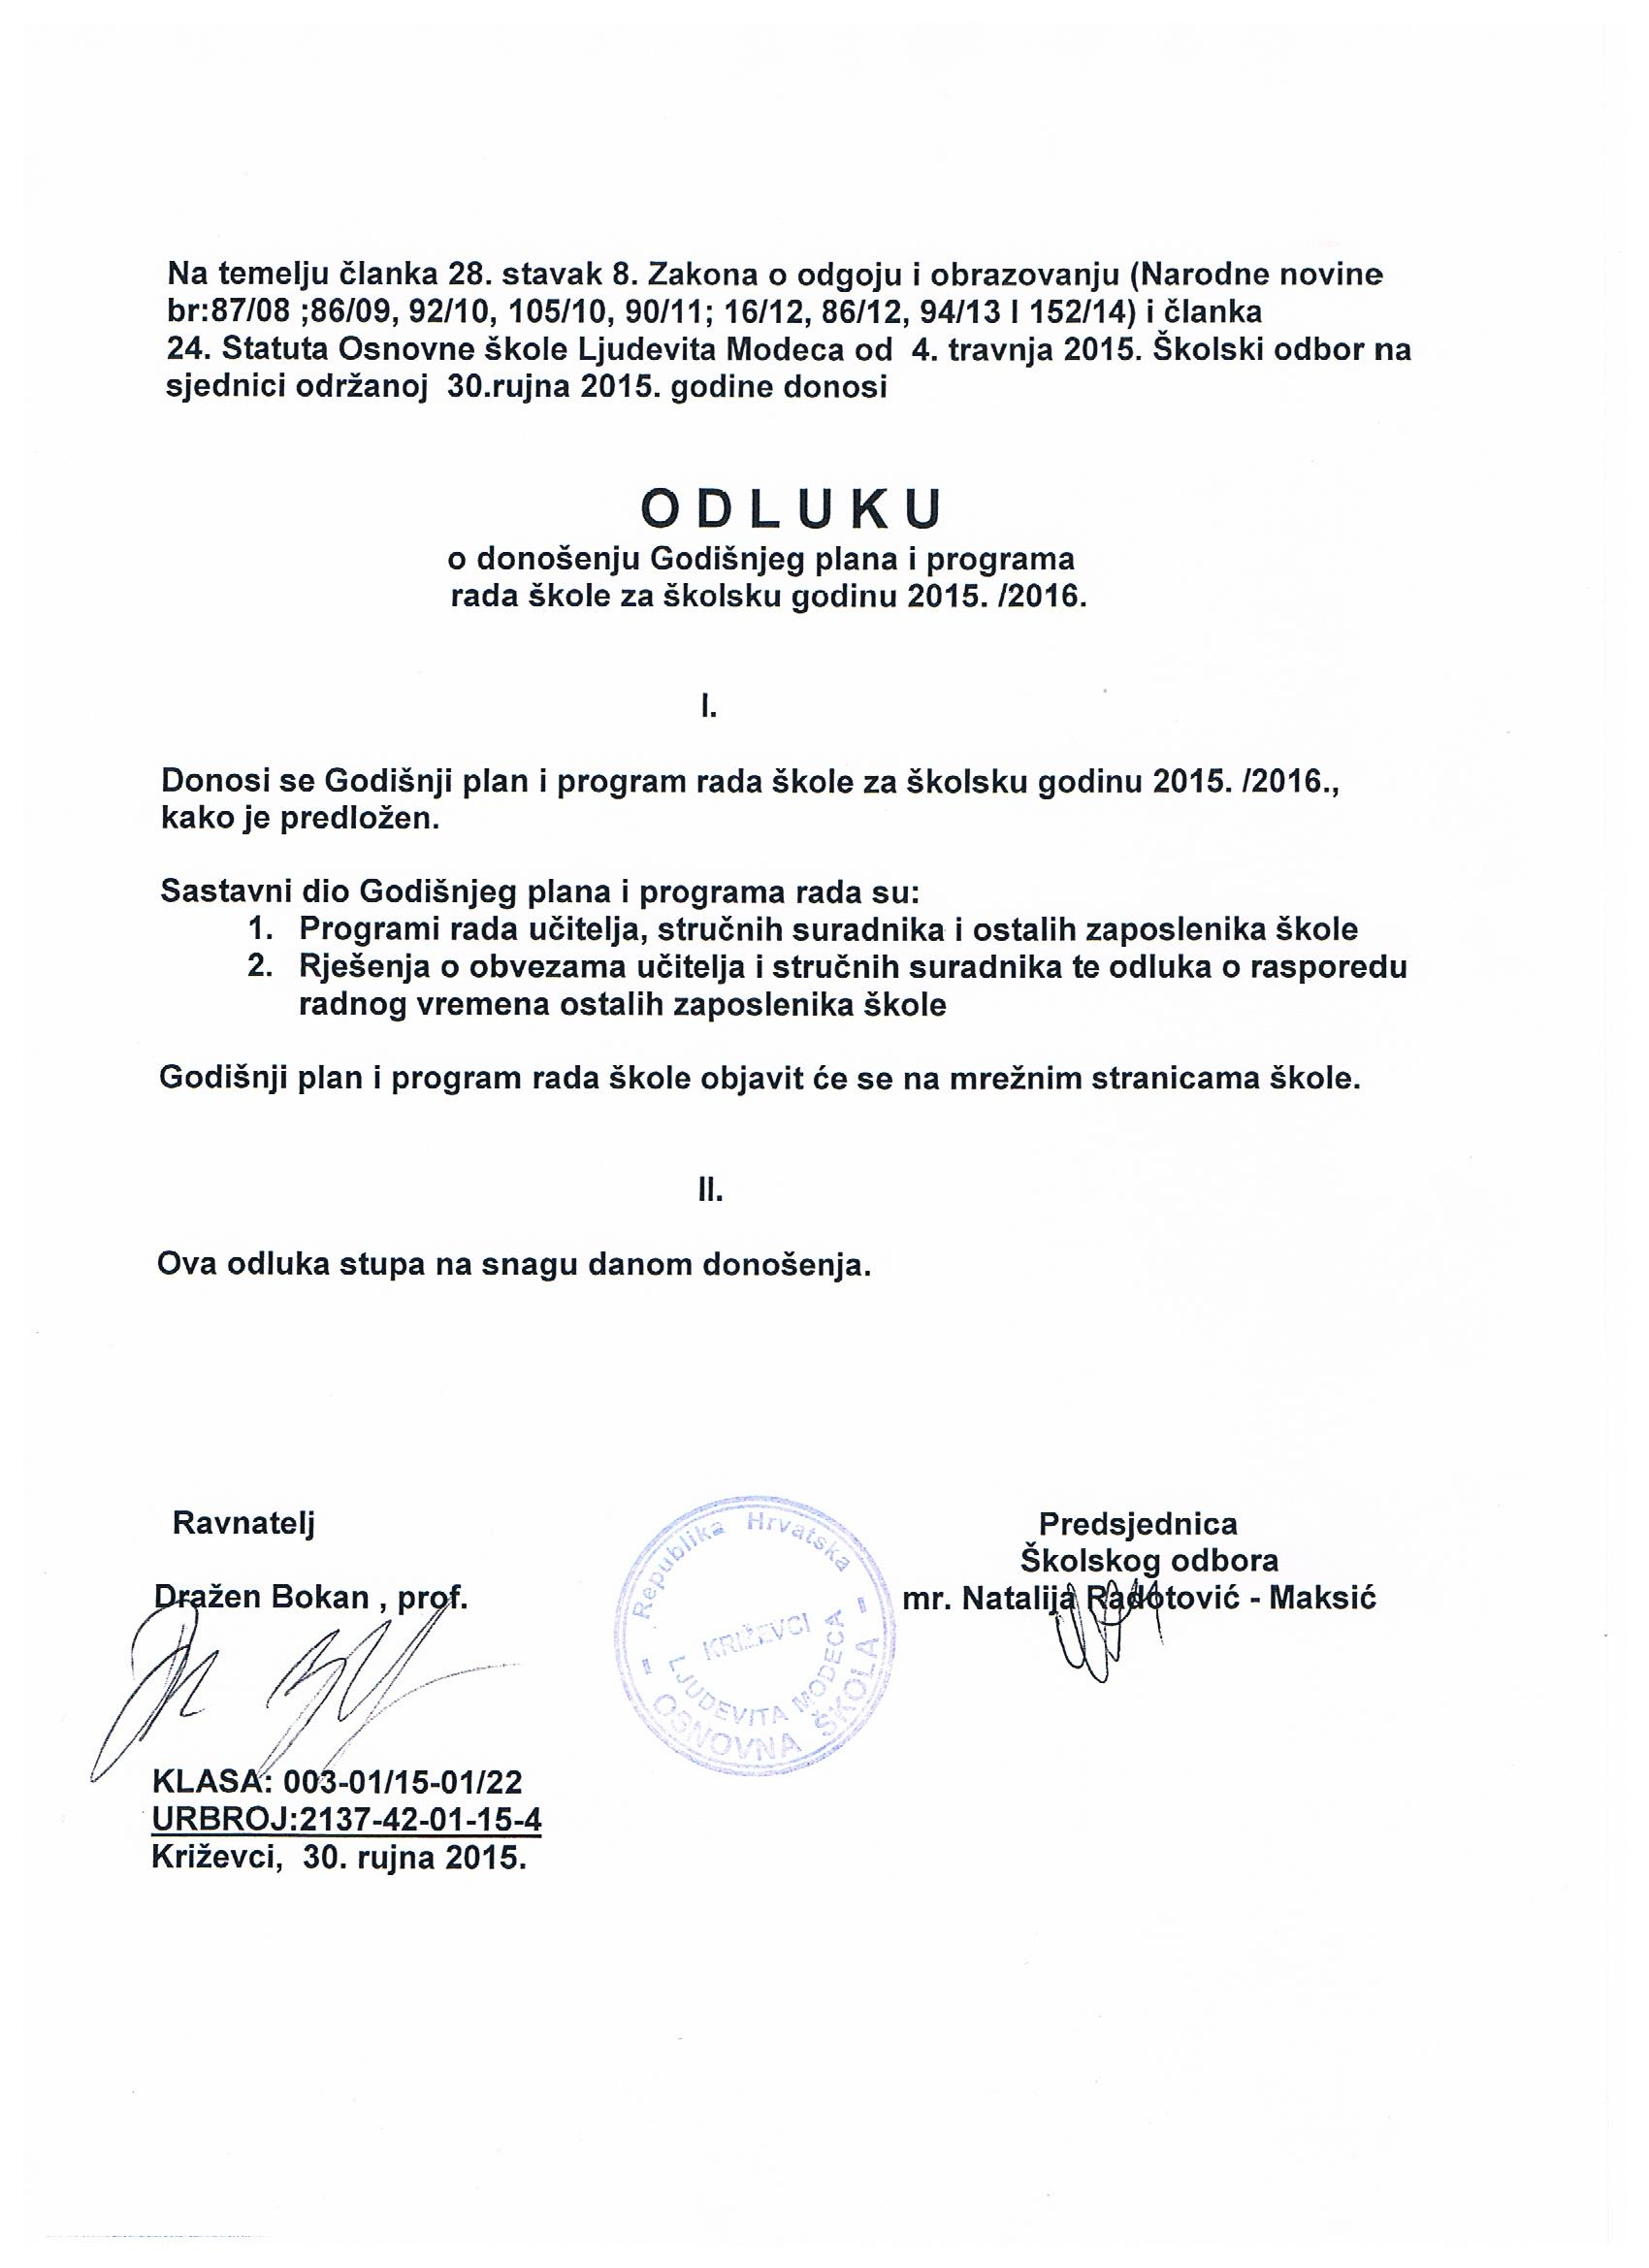 Na temelju članka 28. stavak 8. Zakona o odgoju i obrazovanju (Narodne novine
br:87/08 ;86/09, 92/10, 105/10, 90/11; 16/12, 86/12, 94/13 I 152/14) i članka
24. Statuta Osnovne škole Ljudevita Modeca od 4. travnja 2015. Školski odbor na
sjednici održanoj 30.rujna 2015. godine donosi
O D L U K U
o donošenju Godišnjeg plana i programa
rada škole za školsku godinu 2015. /2016.
I.
Donosi se Godišnji plan i program rada škole za školsku godinu 2015. /2016.,
kako je predložen.
Sastavni dio Godišnjeg plana i programa rada su:
1. Programi rada učitelja, stručnih suradnika i ostalih zaposlenika škole
2. Rješenja o obvezama učitelja i stručnih suradnika te odluka o rasporedu
radnog vremena ostalih zaposlenika škole
Godišnji plan i program rada škole objavit će se na mrežnim stranicama škole.
II.
Ova odluka stupa na snagu danom donošenja.
Ravnatelj
Dražen Bokan , prof.
Republika Hrvatska
KRIŽEVCI
LJUDEVITA MODECA
- OSNOVNA ŠKOLA -
Predsjednica
Školskog odbora
mr. Natalija Radotović - Maksić
KLASA: 003-01/15-01/22
URBROJ:2137-42-01-15-4
Križevci, 30. rujna 2015.